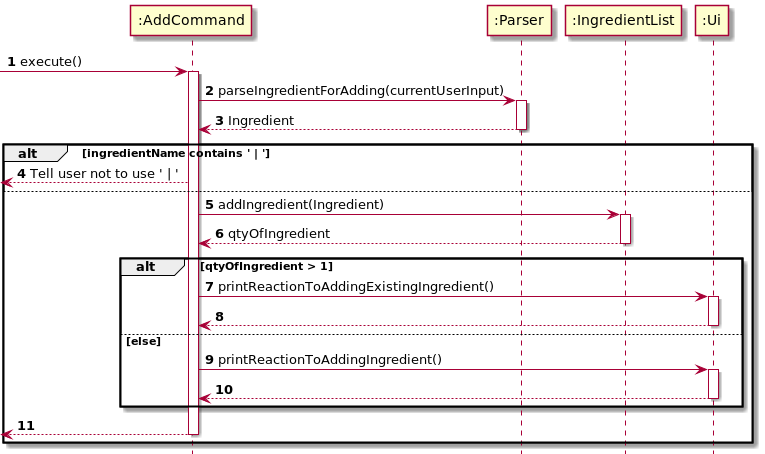 :AddCommand :Parser :IngredientList :Ui
1 execute()
2 parseIngredientForAdding(currentUserInput)
3 Ingredient
alt [ingredientName contains ' | ']
4 Tell user not to use ' | '
5 addIngredient(Ingredient)
6 qtyOfIngredient
alt [qtyOfIngredient > 1]
7 printReactionToAddingExistingIngredient()
8
[else]
9 printReactionToAddingIngredient()
10
11